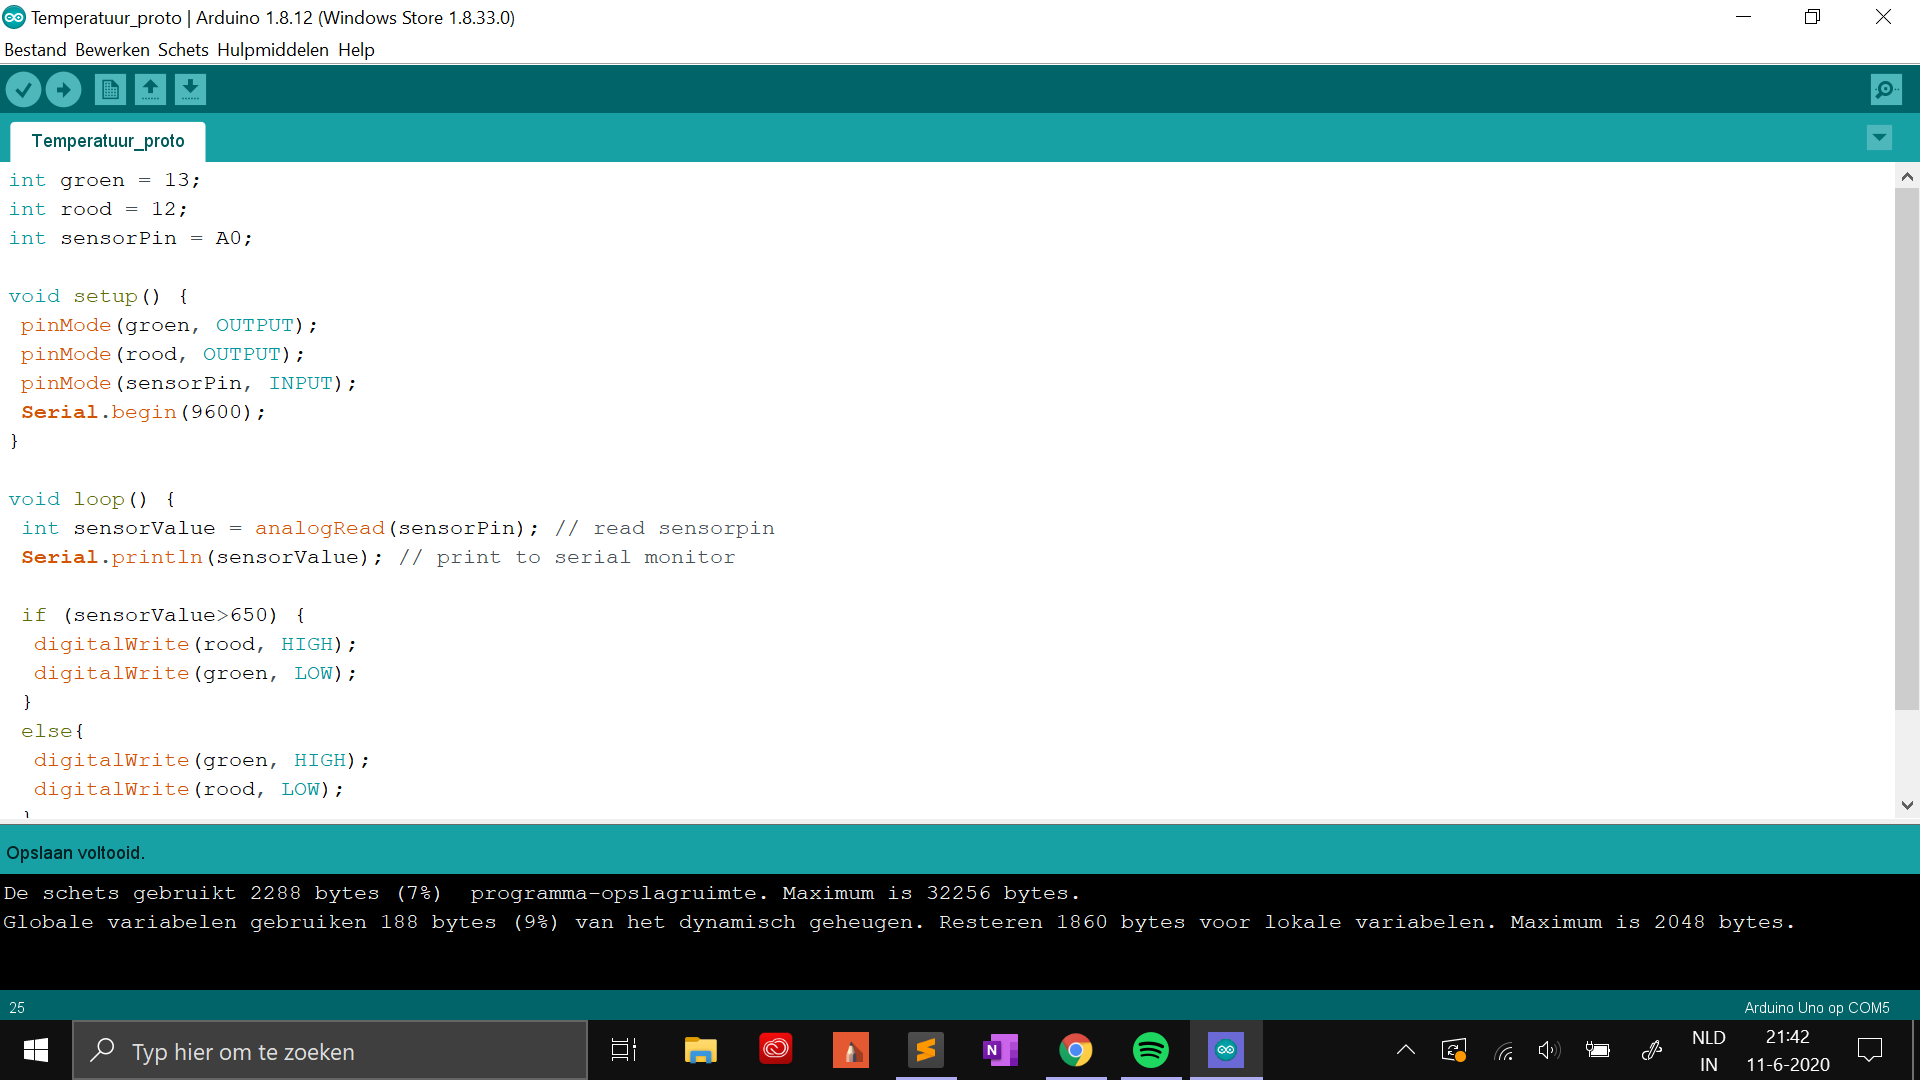 Temperatuur_proto | Arduino 1.8.12 (Windows Store 1.8.33.0)
Bestand Bewerken Schets Hulpmiddelen Help
Temperatuur_proto
int groen = 13;
int rood = 12;
int sensorPin = A0;
void setup() {
pinMode(groen, OUTPUT);
pinMode(rood, OUTPUT);
pinMode(sensorPin, INPUT);
Serial.begin(9600);
}
void loop() {
int sensorValue = analogRead(sensorPin); // read sensorpin
Serial.println(sensorValue); // print to serial monitor
if (sensorValue>650) {
digitalWrite(rood, HIGH);
digitalWrite(groen, LOW);
}
else{
digitalWrite(groen, HIGH);
digitalWrite(rood, LOW);
}
Opslaan voltooid.
De schets gebruikt 2288 bytes (7%)  programma-opslagruimte. Maximum is 32256 bytes.
Globale variabelen gebruiken 188 bytes (9%) van het dynamisch geheugen. Resteren 1860 bytes voor lokale variabelen. Maximum is 2048 bytes.
25
Arduino Uno op COM5
Typ hier om te zoeken
N
NLD
IN
21:42
11-6-2020